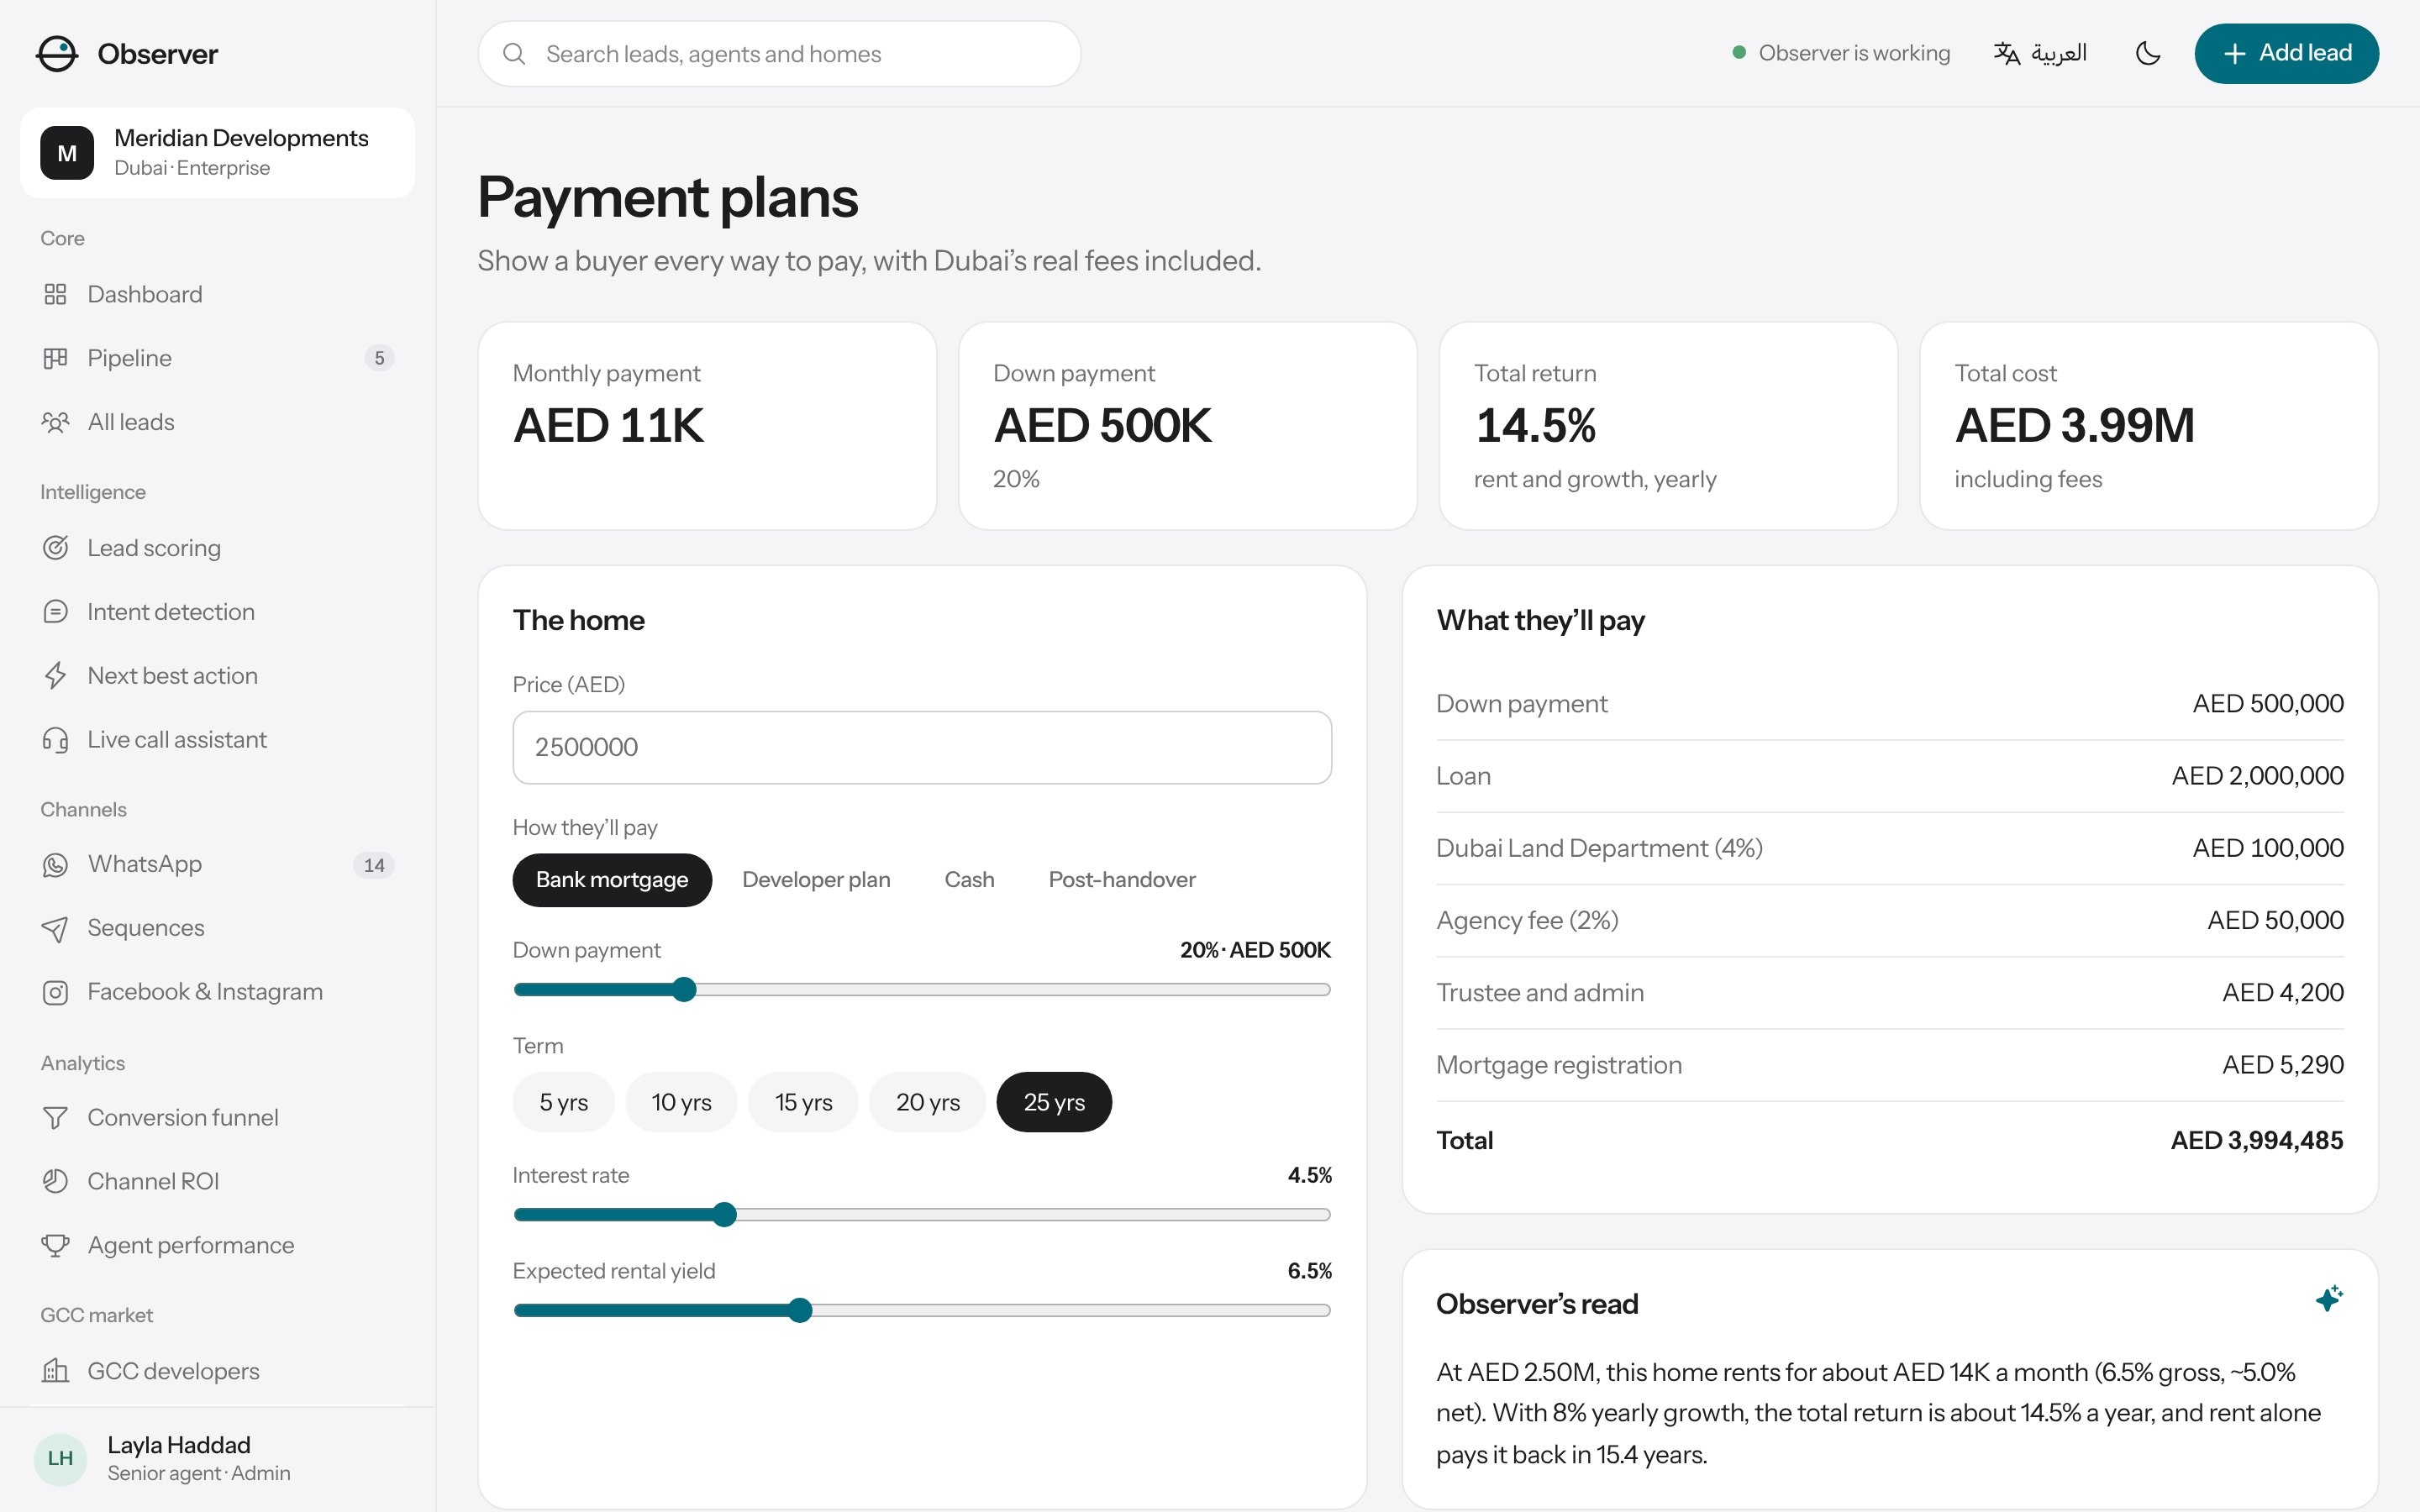 Observer
M
Meridian Developments
Dubai · Enterprise
Core
Dashboard
Pipeline
5
All leads
Intelligence
Lead scoring
Intent detection
Next best action
Live call assistant
Channels
WhatsApp
14
Sequences
Facebook & Instagram
Analytics
Conversion funnel
Channel ROI
Agent performance
GCC market
GCC developers
LH
Layla Haddad
Senior agent · Admin
Search leads, agents and homes
Observer is working
العربية
Add lead
Payment plans
Show a buyer every way to pay, with Dubai’s real fees included.
Monthly payment
AED 11K
Down payment
AED 500K
20%
Total return
14.5%
rent and growth, yearly
Total cost
AED 3.99M
including fees
The home
Price (AED)
2500000
How they’ll pay
Bank mortgage
Developer plan
Cash
Post-handover
Down payment
20% · AED 500K
Term
5 yrs
10 yrs
15 yrs
20 yrs
25 yrs
Interest rate
4.5%
Expected rental yield
6.5%
What they’ll pay
Down payment
AED 500,000
Loan
AED 2,000,000
Dubai Land Department (4%)
AED 100,000
Agency fee (2%)
AED 50,000
Trustee and admin
AED 4,200
Mortgage registration
AED 5,290
Total
AED 3,994,485
Observer’s read
At AED 2.50M, this home rents for about AED 14K a month (6.5% gross, ~5.0%
net). With 8% yearly growth, the total return is about 14.5% a year, and rent alone
pays it back in 15.4 years.